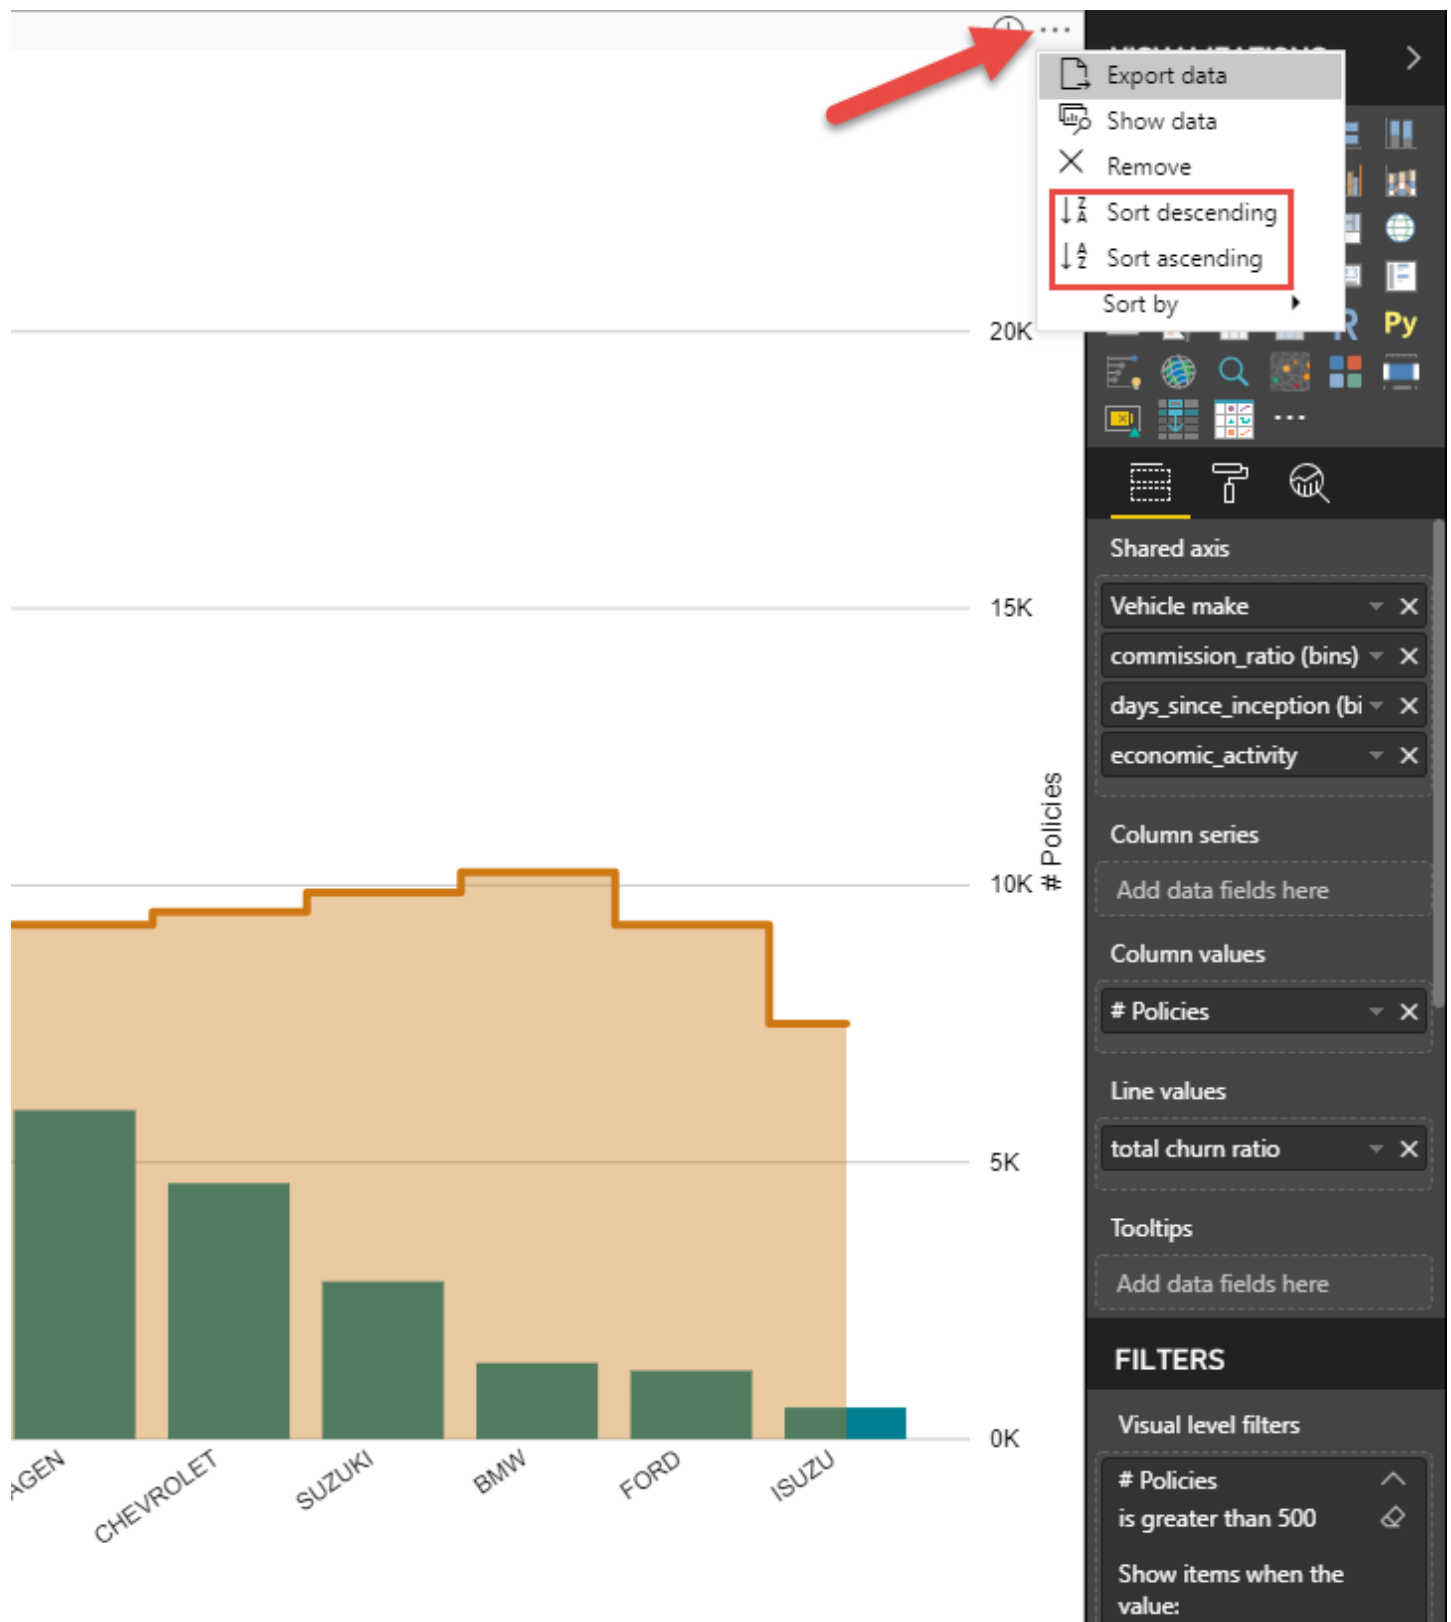 VISUALIZATIONS
Export data
Show data
Remove
Sort descending
Sort ascending
Sort by
R
Py
20K
15K
10K
5K
0K
# Policies
CHEVROLET
SUZUKI
BMW
FORD
ISUZU
Shared axis
Vehicle make
commission_ratio (bins)
days_since_inception (bi
economic_activity
Column series
Add data fields here
Column values
# Policies
Line values
total churn ratio
Tooltips
Add data fields here
FILTERS
Visual level filters
# Policies
is greater than 500
Show items when the
value: